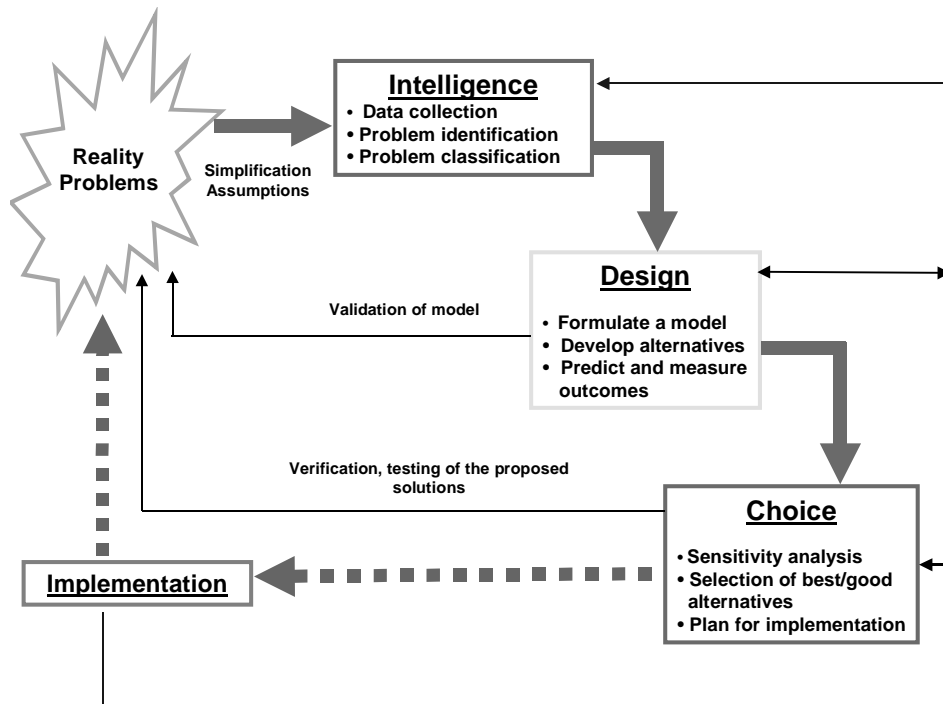 Intelligence
• Data collection
• Problem identification
• Problem classification
Reality
Problems
Simplification
Assumptions
Design
• Formulate a model
• Develop alternatives
• Predict and measure
outcomes
Validation of model
Verification, testing of the proposed
solutions
Choice
• Sensitivity analysis
• Selection of best/good
alternatives
• Plan for implementation
Implementation